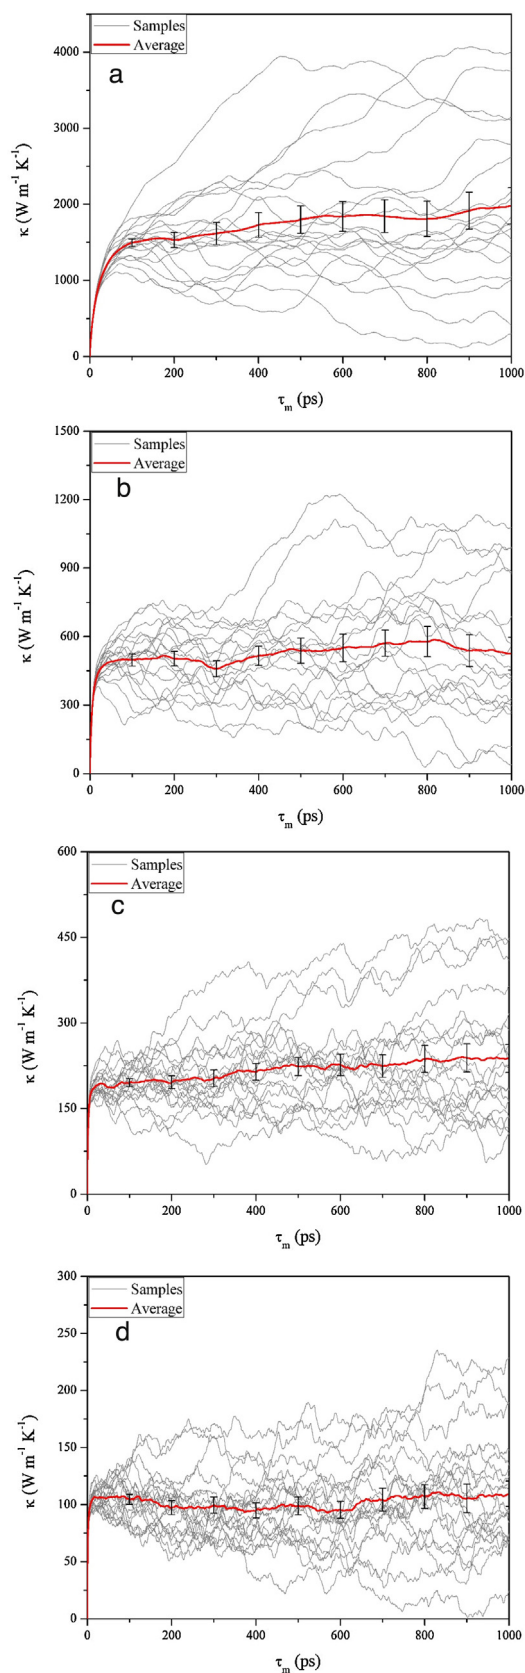 Samples
Average
a
4000
3000
2000
1000
0
κ (W m⁻¹ K⁻¹)
0 200 400 600 800 1000
τm (ps)
Samples
Average
b
1500
1200
900
600
300
0
κ (W m⁻¹ K⁻¹)
0 200 400 600 800 1000
τm (ps)
Samples
Average
c
600
450
300
150
0
κ (W m⁻¹ K⁻¹)
0 200 400 600 800 1000
τm (ps)
Samples
Average
d
300
250
200
150
100
50
0
κ (W m⁻¹ K⁻¹)
0 200 400 600 800 1000
τm (ps)